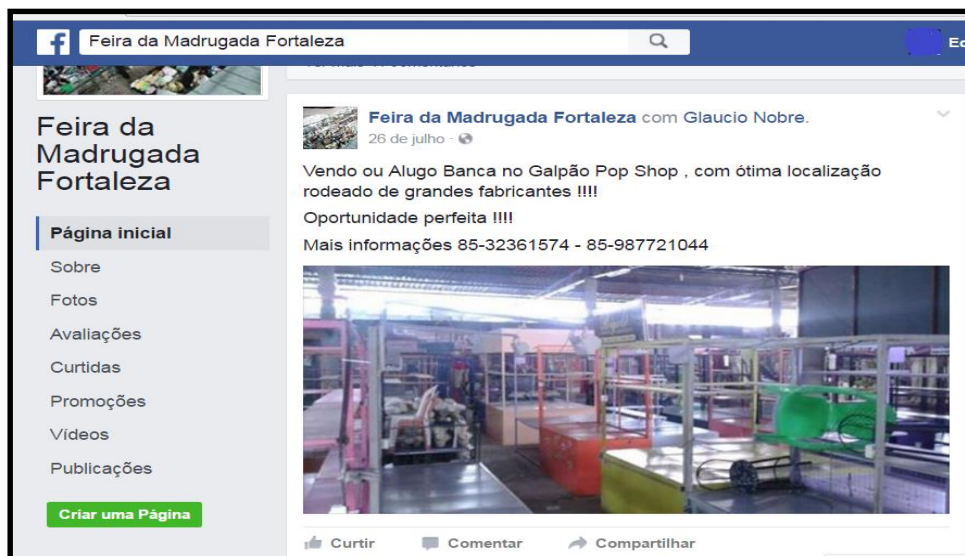 f Feira da Madrugada Fortaleza
Ed
Feira da
Madrugada
Fortaleza
Página inicial
Sobre
Fotos
Avaliações
Curtidas
Promoções
Vídeos
Publicações
Criar uma Página
Feira da Madrugada Fortaleza com Glaucio Nobre.
26 de julho ·
Vendo ou Alugo Banca no Galpão Pop Shop , com ótima localização
rodeado de grandes fabricantes !!!!
Oportunidade perfeita !!!!
Mais informações 85-32361574 - 85-987721044
Curtir Comentar Compartilhar